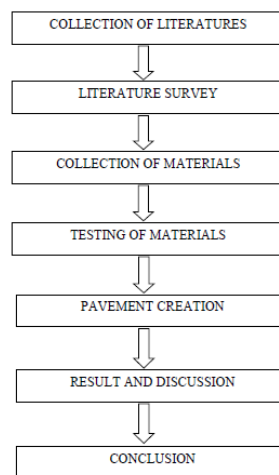 COLLECTION OF LITERATURES
LITERATURE SURVEY
COLLECTION OF MATERIALS
TESTING OF MATERIALS
PAVEMENT CREATION
RESULT AND DISCUSSION
CONCLUSION